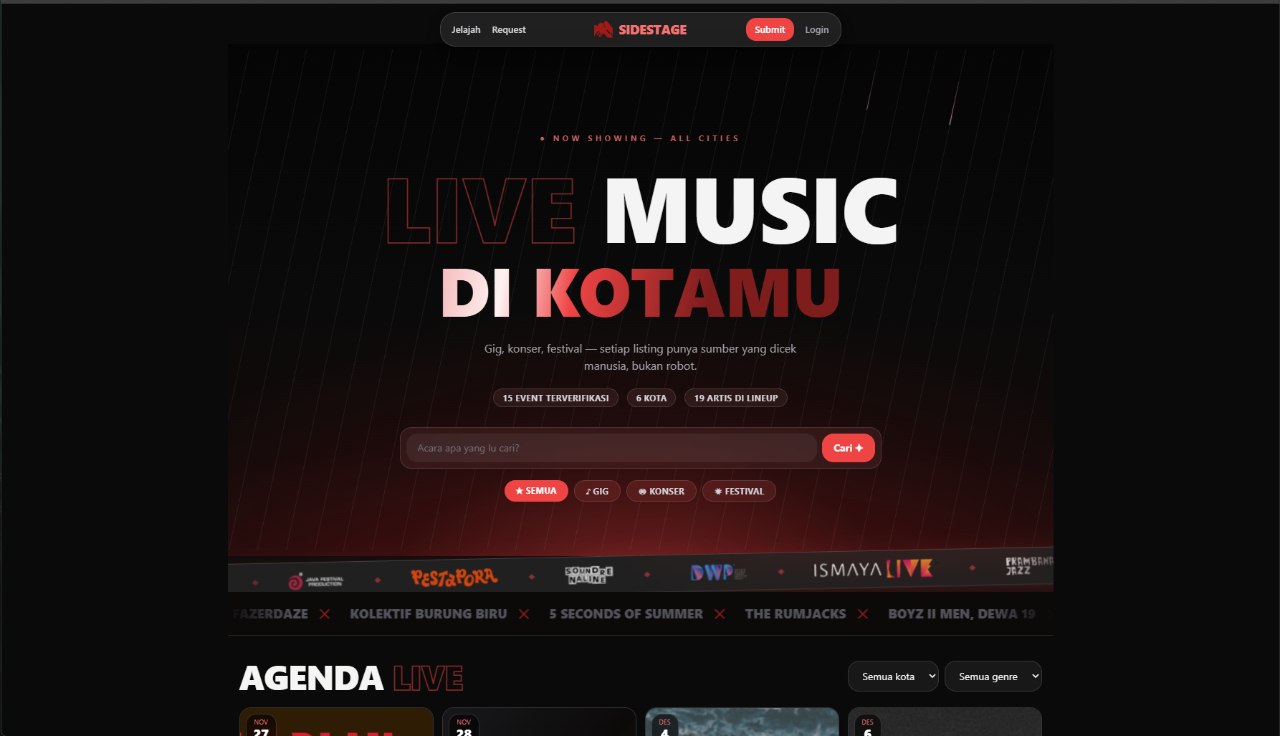 Jelajah Request SIDESTAGE Submit Login
• NOW SHOWING — ALL CITIES
LIVE MUSIC
DI KOTAMU
Gig, konser, festival — setiap listing punya sumber yang dicek
manusia, bukan robot.
15 EVENT TERVERIFIKASI 6 KOTA 19 ARTIS DI LINEUP
Acara apa yang lu cari? Cari ✦
★ SEMUA ♪ GIG ◉ KONSER ✷ FESTIVAL
JAVA FESTIVAL
PRODUCTION
PESTAPORA
SOUNDRE
NALINE
DWP
ISMAYA LIVE
PRAMBANA
JAZZ
FAZERDAZE ✕ KOLEKTIF BURUNG BIRU ✕ 5 SECONDS OF SUMMER ✕ THE RUMJACKS ✕ BOYZ II MEN, DEWA 19
AGENDA LIVE Semua kota Semua genre
NOV NOV DES DES
27 28 4 6